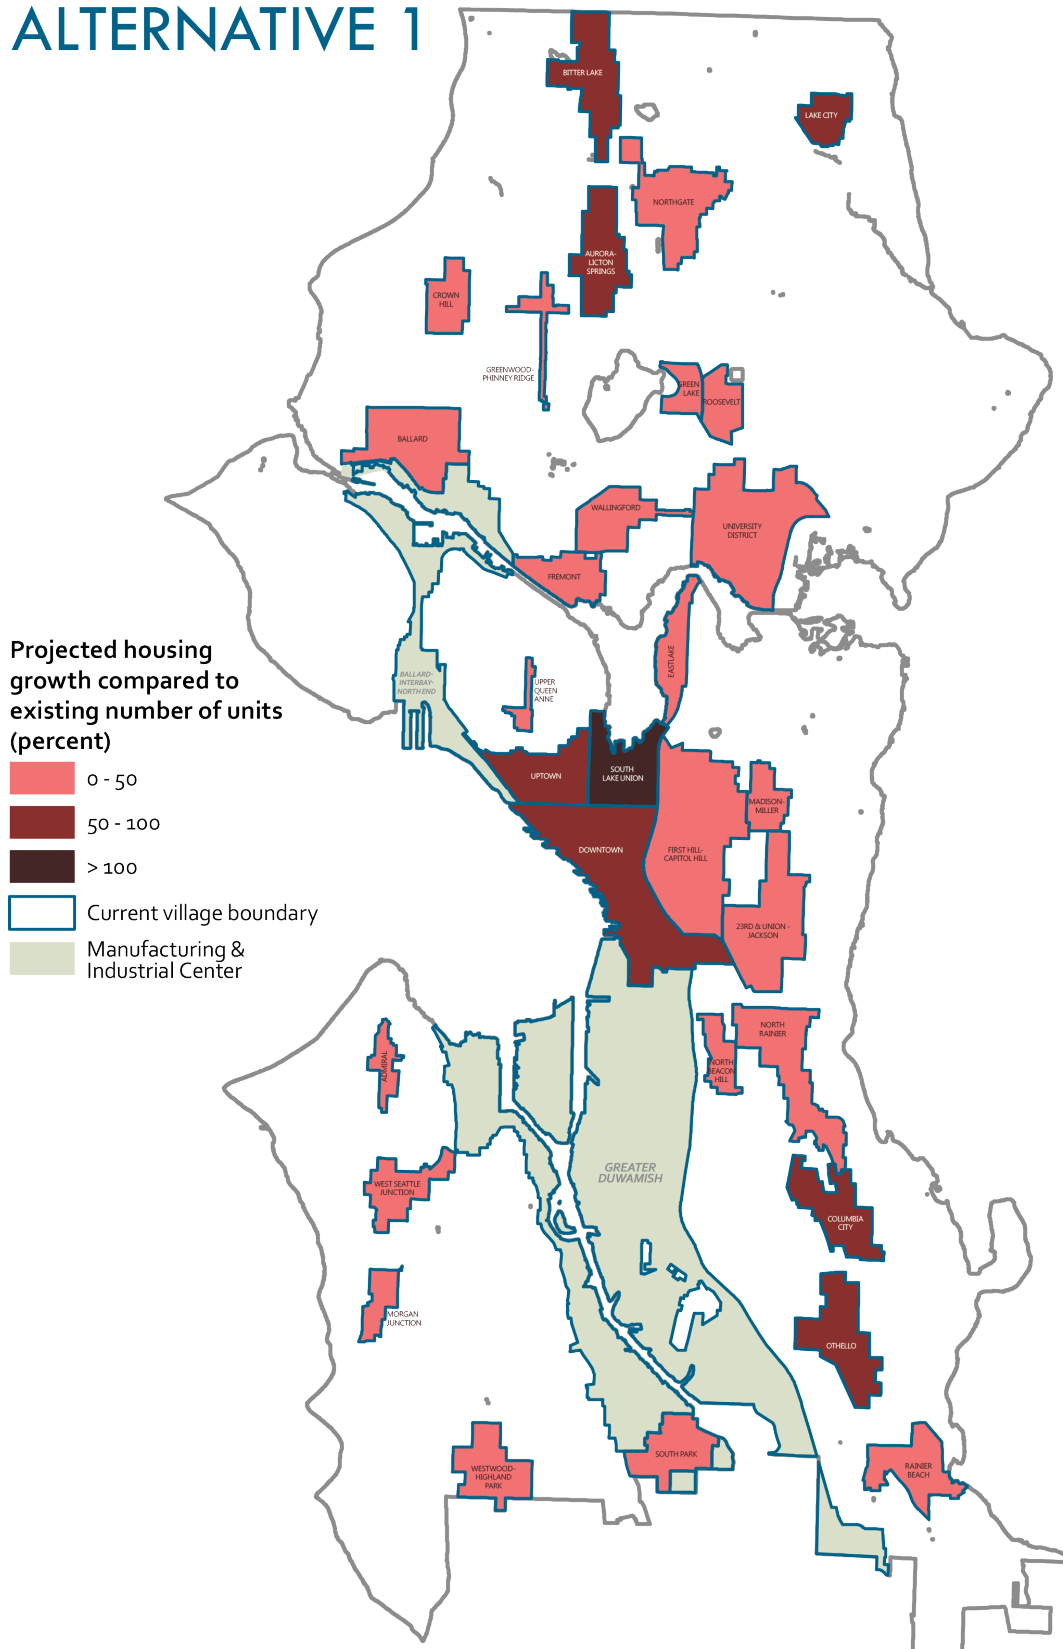 ALTERNATIVE 1
BITTER LAKE
LAKE CITY
NORTHGATE
AURORA-
LICTON
SPRINGS
CROWN
HILL
GREENWOOD-
PHINNEY RIDGE
GREEN
LAKE
ROOSEVELT
BALLARD
WALLINGFORD
UNIVERSITY
DISTRICT
FREMONT
EASTLAKE
BALLARD-
INTERBAY-
NORTHEND
UPPER
QUEEN
ANNE
Projected housing
growth compared to
existing number of units
(percent)
0 - 50
50 - 100
> 100
Current village boundary
Manufacturing &
Industrial Center
UPTOWN
SOUTH
LAKE UNION
MADISON-
MILLER
DOWNTOWN
FIRST HILL-
CAPITOL HILL
23RD & UNION -
JACKSON
ADMIRAL
NORTH
BEACON
HILL
NORTH
RAINIER
GREATER
DUWAMISH
WEST SEATTLE
JUNCTION
COLUMBIA
CITY
MORGAN
JUNCTION
OTHELLO
WESTWOOD-
HIGHLAND
PARK
SOUTH PARK
RAINIER
BEACH